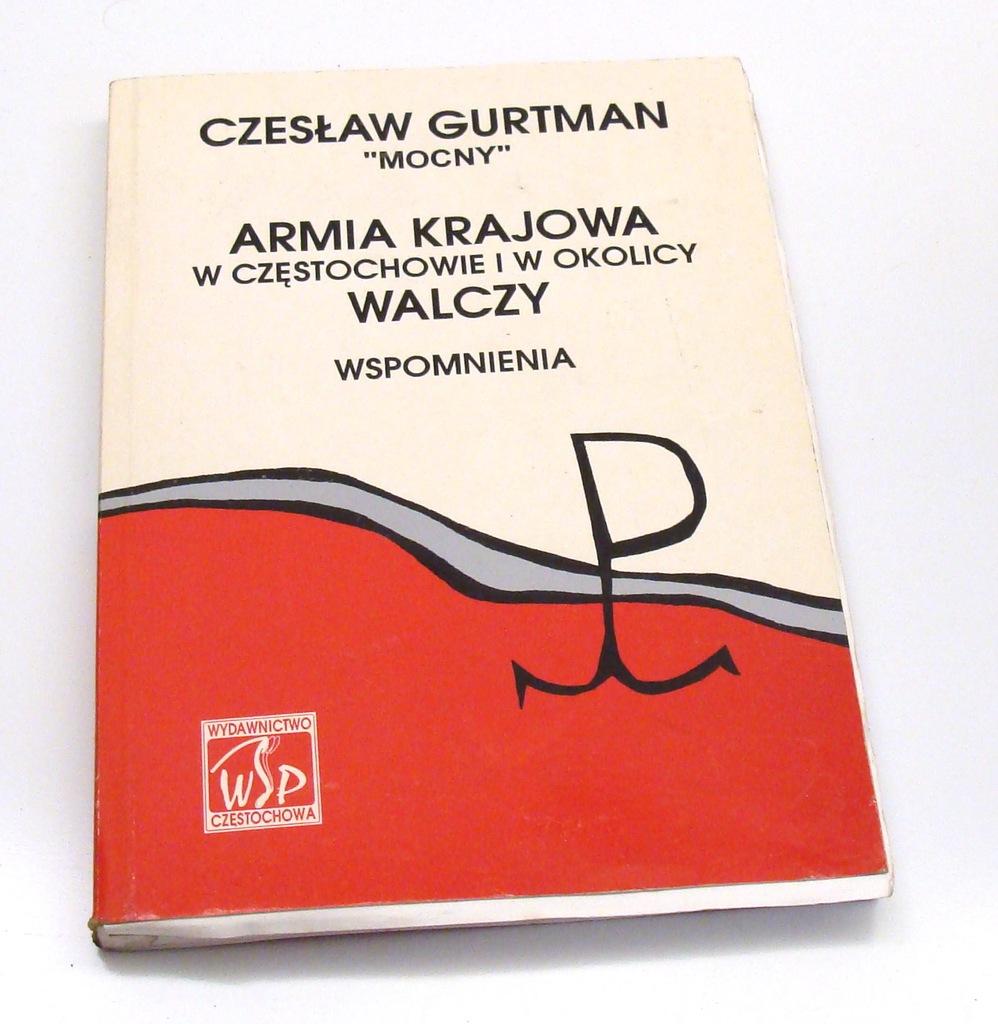 CZESŁAW GURTMAN
"MOCNY"
ARMIA KRAJOWA
W CZĘSTOCHOWIE I W OKOLICY
WALCZY
WSPOMNIENIA
P
WYDAWNICTWO
WSP
CZĘSTOCHOWA